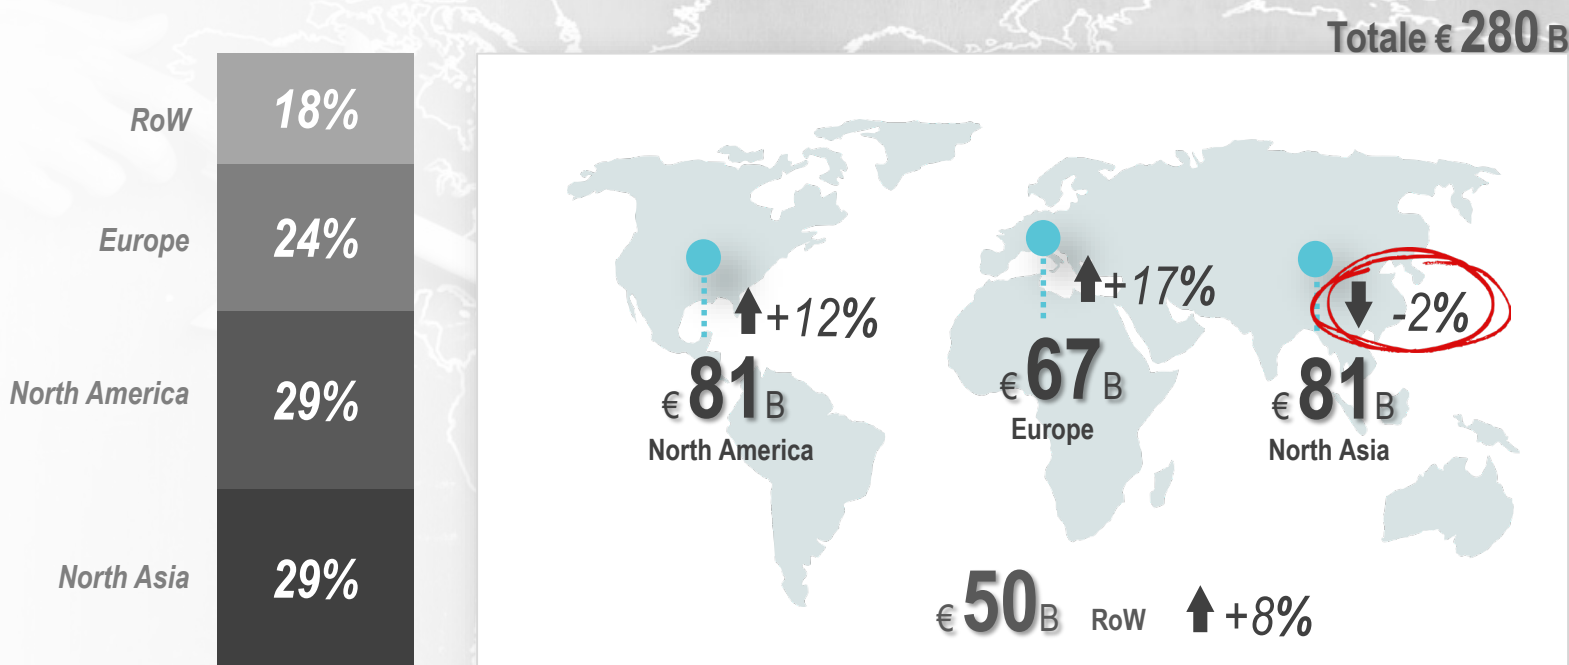 Totale € 280 B
RoW 18%
Europe 24%
North America 29%
North Asia 29%
+12%
€ 81 B
North America
+17%
€ 67 B
Europe
-2%
€ 81 B
North Asia
€ 50 B RoW +8%